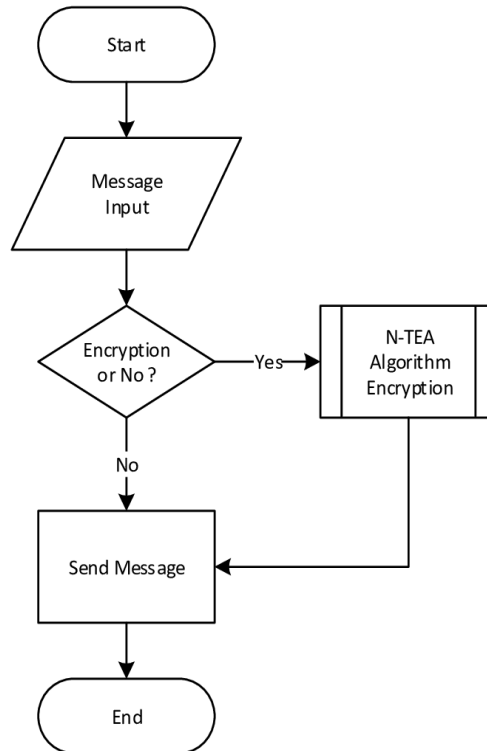 Start
Message
Input
Encryption
or No ?
Yes
N-TEA
Algorithm
Encryption
No
Send Message
End